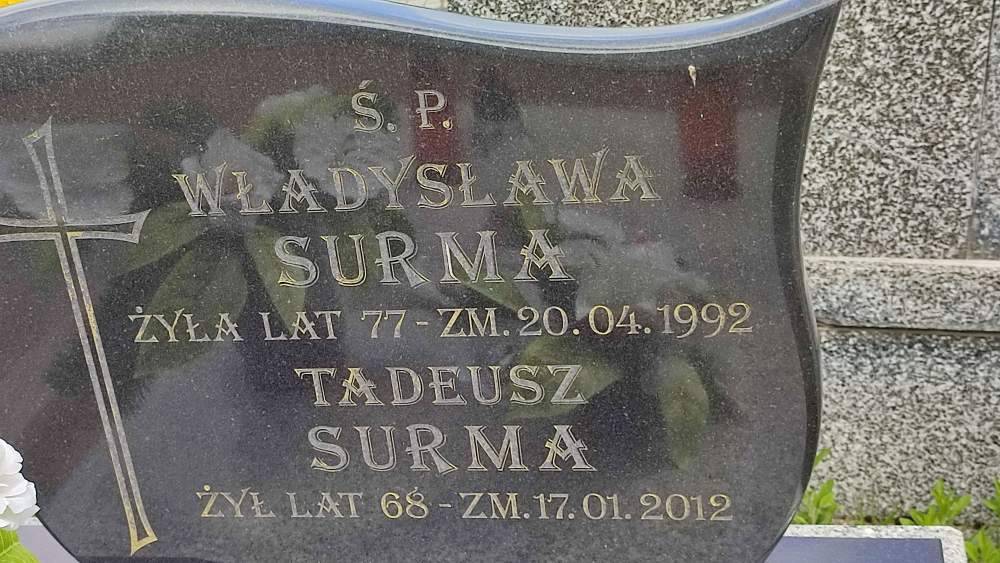 Ś. P.
WŁADYSŁAWA
SURMA
ŻYŁA LAT 77 - ZM. 20. 04. 1992
TADEUSZ
SURMA
ŻYŁ LAT 68 - ZM. 17. 01. 2012